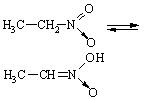 O
H₃C—CH₂—N
O
OH
H₃C—CH=N
O